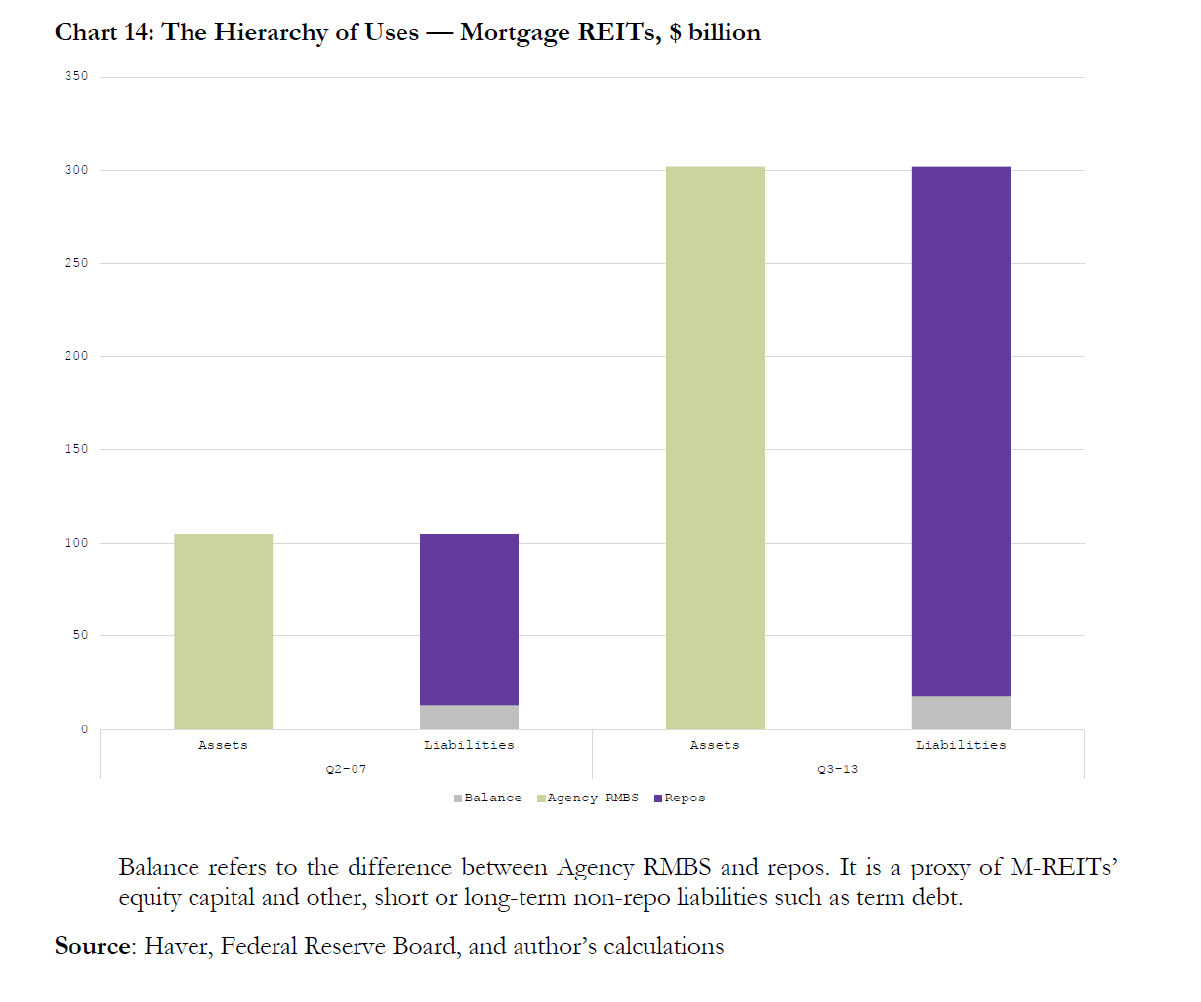 Chart 14: The Hierarchy of Uses — Mortgage REITs, $ billion
350
300
250
200
150
100
50
0
Assets Liabilities Assets Liabilities
Q2-07 Q3-13
Balance Agency RMBS Repos
Balance refers to the difference between Agency RMBS and repos. It is a proxy of M-REITs’
equity capital and other, short or long-term non-repo liabilities such as term debt.
Source: Haver, Federal Reserve Board, and author’s calculations